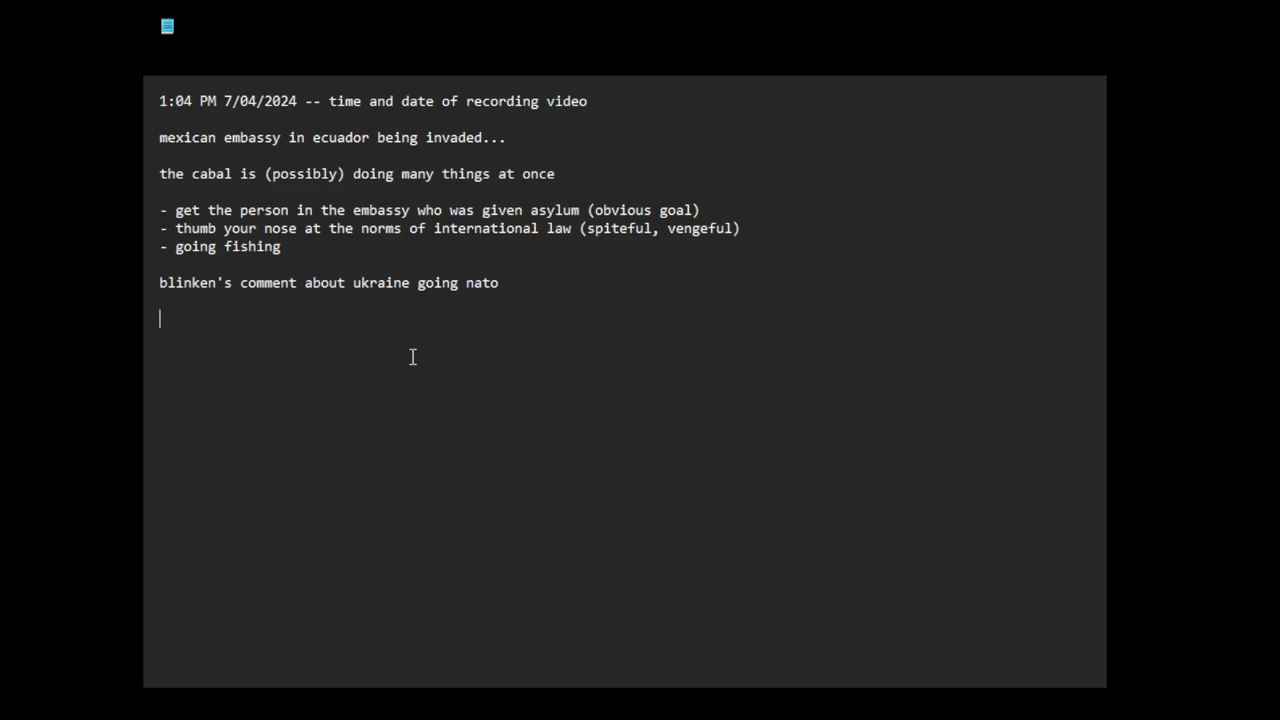 1:04 PM 7/04/2024 -- time and date of recording video
mexican embassy in ecuador being invaded...
the cabal is (possibly) doing many things at once
- get the person in the embassy who was given asylum (obvious goal)
- thumb your nose at the norms of international law (spiteful, vengeful)
- going fishing
blinken's comment about ukraine going nato